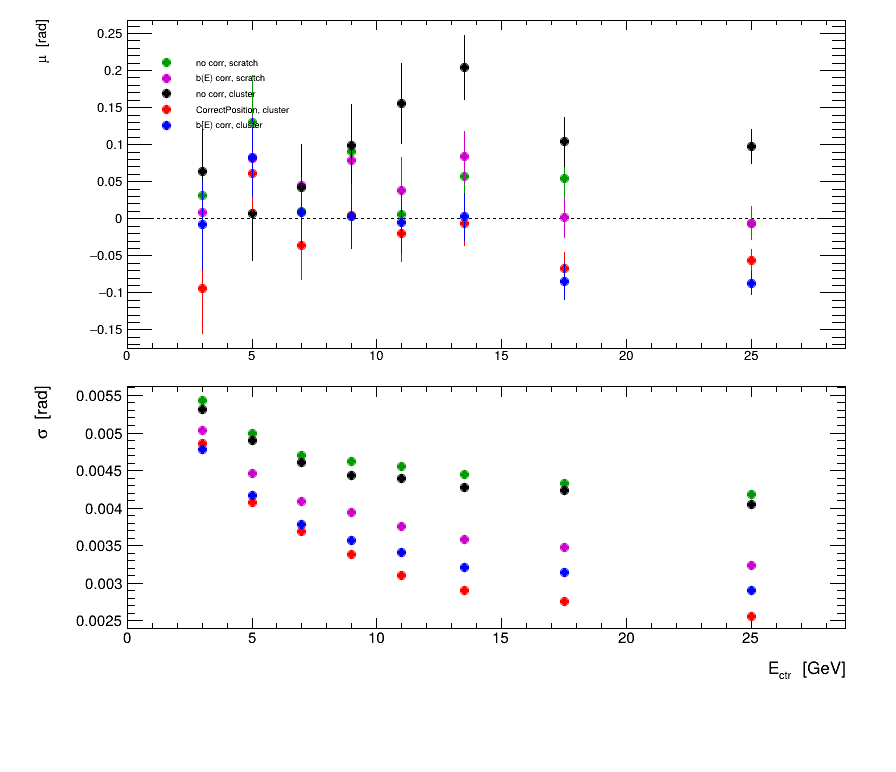 μ [rad]
0.25
0.2
0.15
0.1
0.05
0
−0.05
−0.1
−0.15
no corr, scratch
b(E) corr, scratch
no corr, cluster
CorrectPosition, cluster
b(E) corr, cluster
0 5 10 15 20 25
σ [rad]
0.0055
0.005
0.0045
0.004
0.0035
0.003
0.0025
0 5 10 15 20 25
E_ctr [GeV]